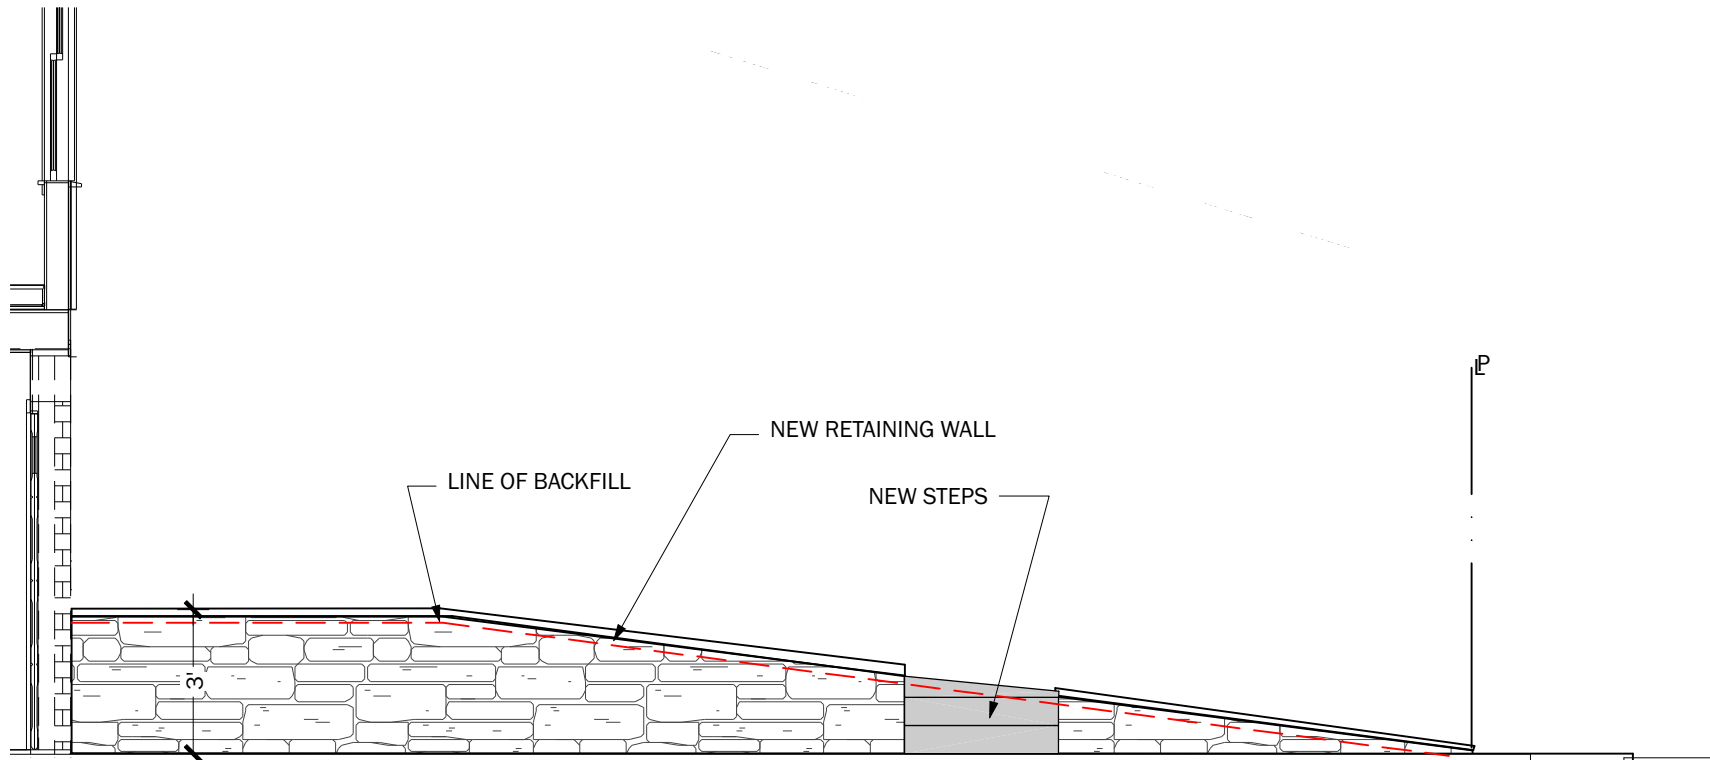 PL
NEW RETAINING WALL
LINE OF BACKFILL
NEW STEPS
3'